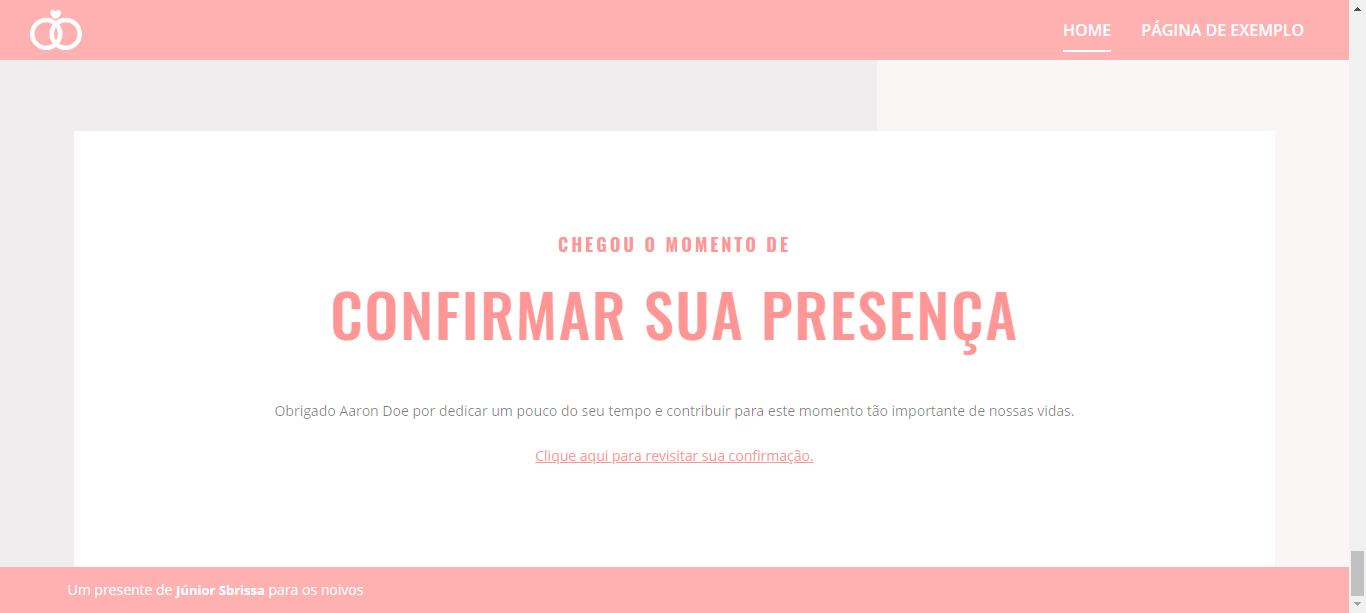 HOME PÁGINA DE EXEMPLO
CHEGOU O MOMENTO DE
CONFIRMAR SUA PRESENÇA
Obrigado Aaron Doe por dedicar um pouco do seu tempo e contribuir para este momento tão importante de nossas vidas.
Clique aqui para revisitar sua confirmação.
Um presente de Júnior Sbrissa para os noivos